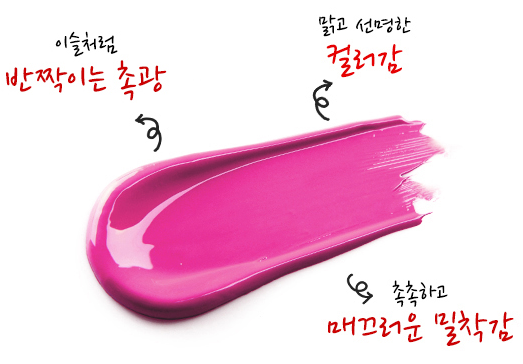 이슬처럼
반짝이는 촉광
맑고 선명한
컬러감
촉촉하고
매끄러운 밀착감